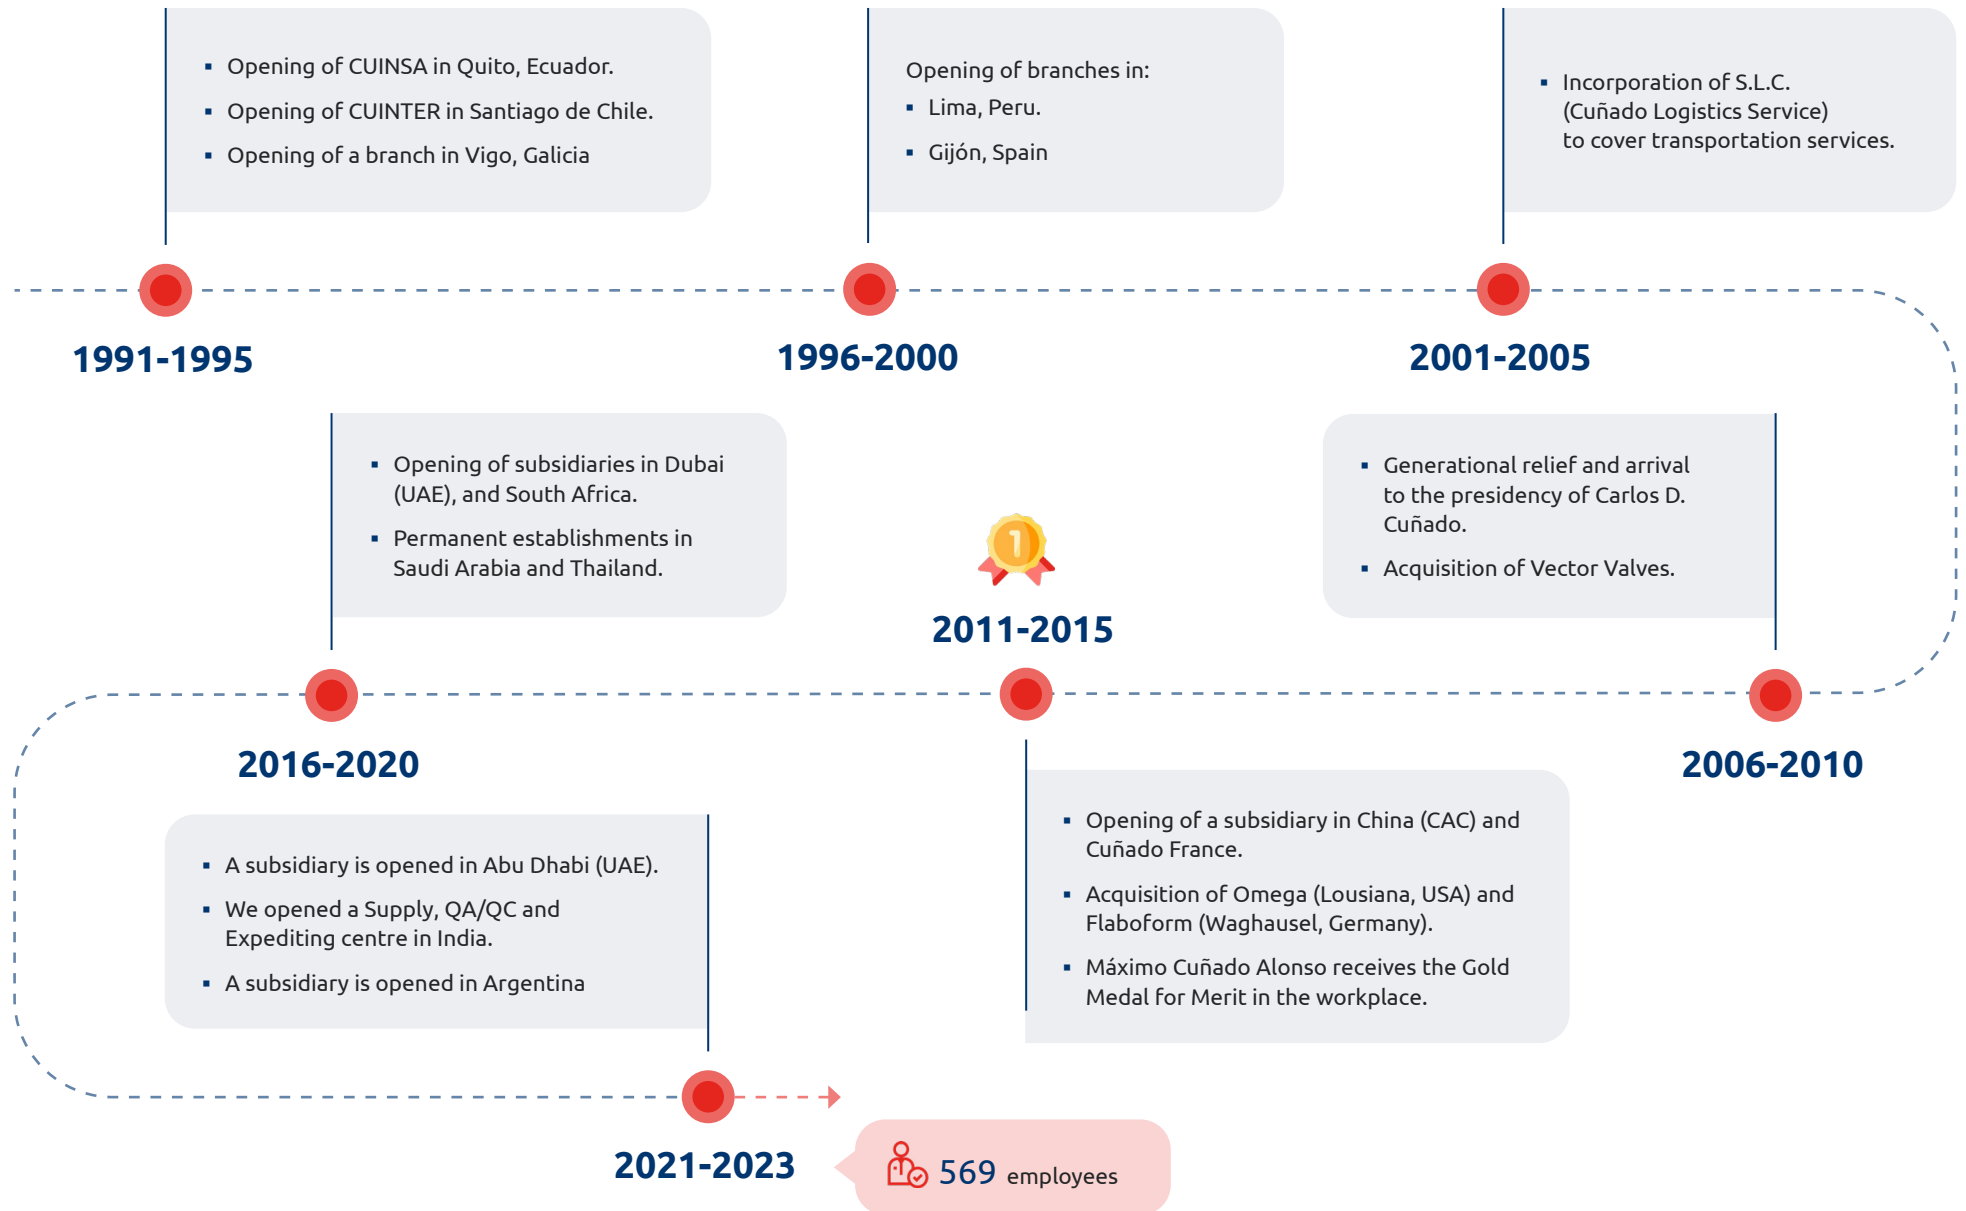 ▪ Opening of CUINSA in Quito, Ecuador.
▪ Opening of CUINTER in Santiago de Chile.
▪ Opening of a branch in Vigo, Galicia
1991-1995
Opening of branches in:
▪ Lima, Peru.
▪ Gijón, Spain
1996-2000
▪ Incorporation of S.L.C.
(Cuñado Logistics Service)
to cover transportation services.
2001-2005
▪ Generational relief and arrival
to the presidency of Carlos D.
Cuñado.
▪ Acquisition of Vector Valves.
2006-2010
1
2011-2015
▪ Opening of a subsidiary in China (CAC) and
Cuñado France.
▪ Acquisition of Omega (Lousiana, USA) and
Flaboform (Waghausel, Germany).
▪ Máximo Cuñado Alonso receives the Gold
Medal for Merit in the workplace.
▪ Opening of subsidiaries in Dubai
(UAE), and South Africa.
▪ Permanent establishments in
Saudi Arabia and Thailand.
2016-2020
▪ A subsidiary is opened in Abu Dhabi (UAE).
▪ We opened a Supply, QA/QC and
Expediting centre in India.
▪ A subsidiary is opened in Argentina
2021-2023
569 employees